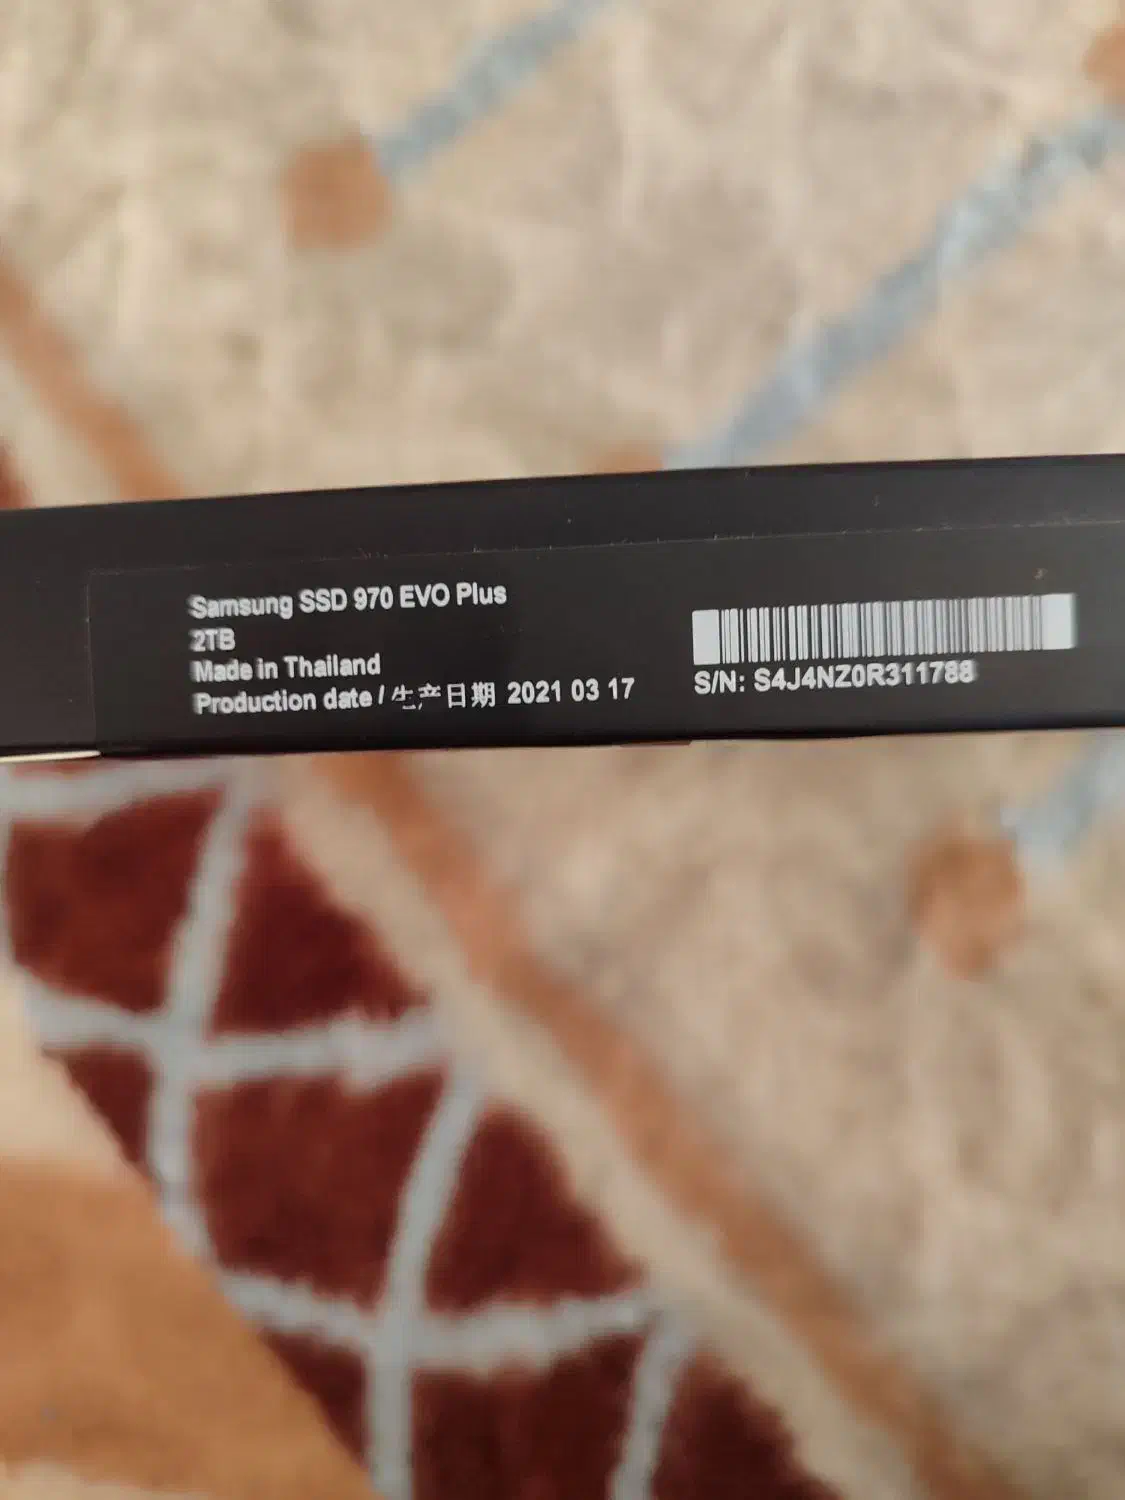 Samsung SSD 970 EVO Plus
2TB
Made in Thailand
Production date / 生产日期 2021 03 17
S/N: S4J4NZ0R311788